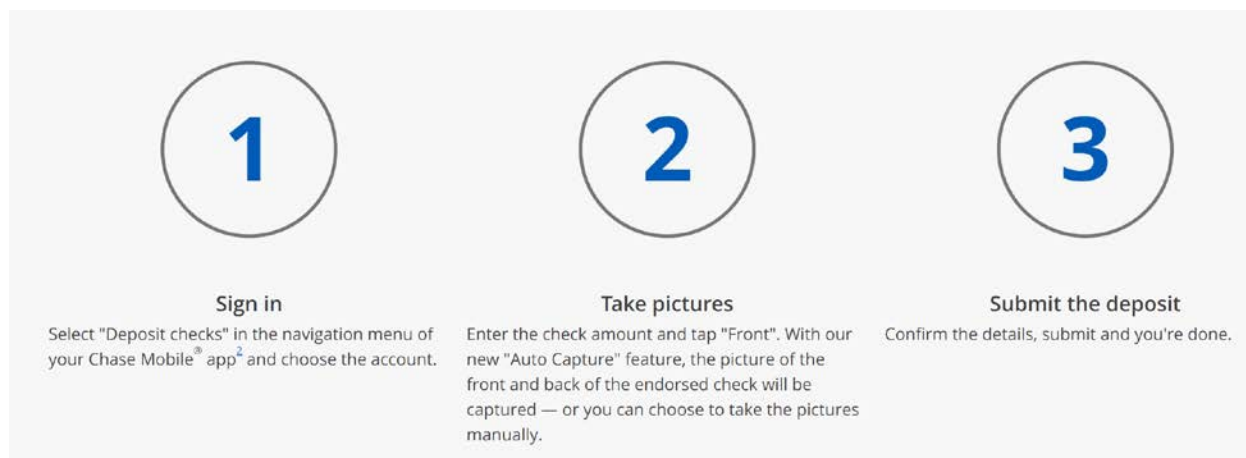 1
2
3
Sign in
Select "Deposit checks" in the navigation menu of
your Chase Mobile® app² and choose the account.
Take pictures
Enter the check amount and tap "Front". With our
new "Auto Capture" feature, the picture of the
front and back of the endorsed check will be
captured — or you can choose to take the pictures
manually.
Submit the deposit
Confirm the details, submit and you're done.